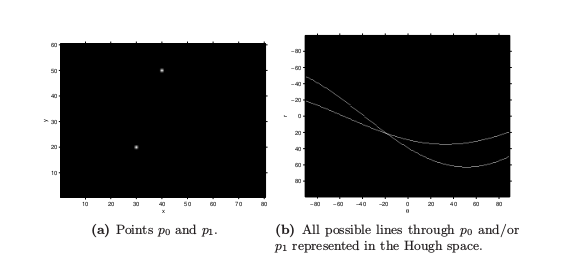 60
50
40
30
20
10
y
10 20 30 40 50 60 70 80
x
(a) Points p0 and p1.
−80
−60
−40
−20
0
20
40
60
80
r
−80 −60 −40 −20 0 20 40 60 80
θ
(b) All possible lines through p0 and/or
p1 represented in the Hough space.